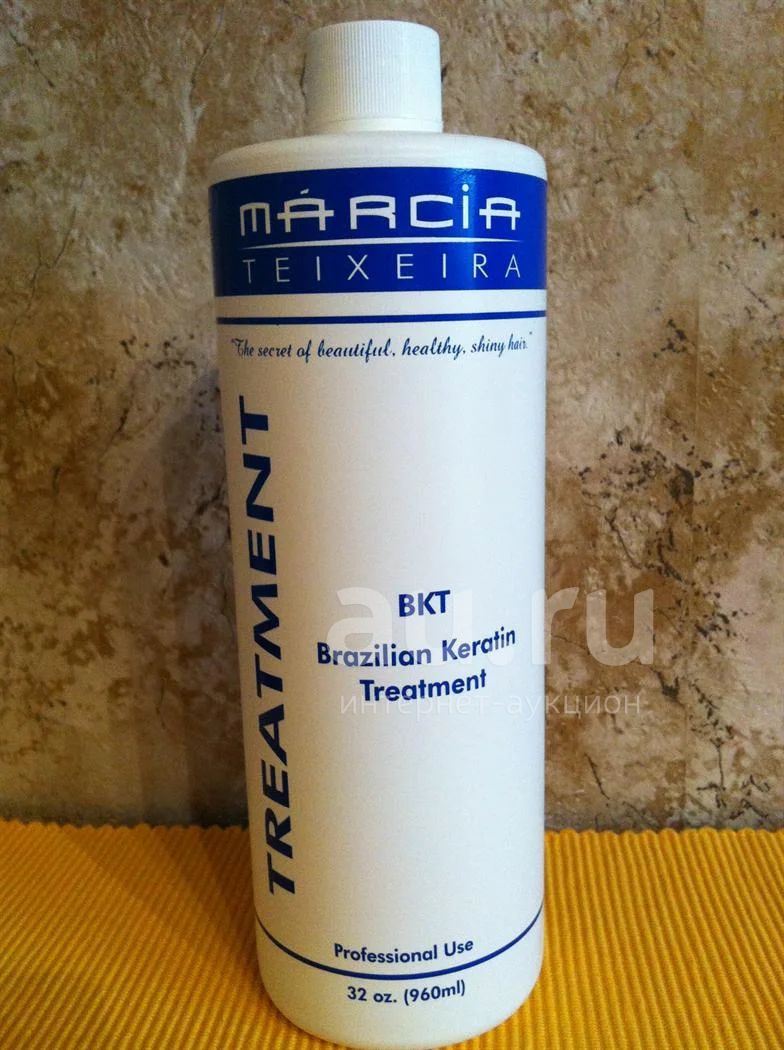 MÁRCIA
TEIXEIRA
"The secret of beautiful, healthy, shiny hair."
TREATMENT
BKT
Brazilian Keratin
Treatment
au.ru
интернет-аукцион
Professional Use
32 oz. (960ml)